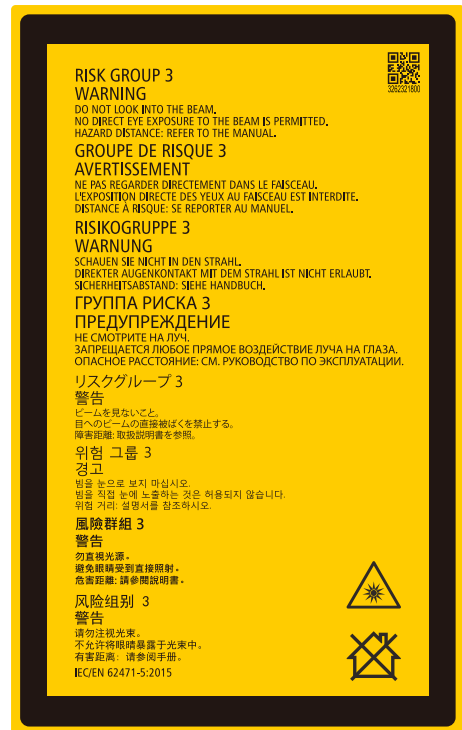 3262321800
RISK GROUP 3
WARNING
DO NOT LOOK INTO THE BEAM.
NO DIRECT EYE EXPOSURE TO THE BEAM IS PERMITTED.
HAZARD DISTANCE: REFER TO THE MANUAL.
GROUPE DE RISQUE 3
AVERTISSEMENT
NE PAS REGARDER DIRECTEMENT DANS LE FAISCEAU.
L'EXPOSITION DIRECTE DES YEUX AU FAISCEAU EST INTERDITE.
DISTANCE À RISQUE: SE REPORTER AU MANUEL.
RISIKOGRUPPE 3
WARNUNG
SCHAUEN SIE NICHT IN DEN STRAHL.
DIREKTER AUGENKONTAKT MIT DEM STRAHL IST NICHT ERLAUBT.
SICHERHEITSABSTAND: SIEHE HANDBUCH.
ГРУППА РИСКА 3
ПРЕДУПРЕЖДЕНИЕ
НЕ СМОТРИТЕ НА ЛУЧ.
ЗАПРЕЩАЕТСЯ ЛЮБОЕ ПРЯМОЕ ВОЗДЕЙСТВИЕ ЛУЧА НА ГЛАЗА.
ОПАСНОЕ РАССТОЯНИЕ: СМ. РУКОВОДСТВО ПО ЭКСПЛУАТАЦИИ.
リスクグループ 3
警告
ビームを見ないこと。
目へのビームの直接被ばくを禁止する。
障害距離: 取扱説明書を参照。
위험 그룹 3
경고
빔을 눈으로 보지 마십시오.
빔을 직접 눈에 노출하는 것은 허용되지 않습니다.
위험 거리: 설명서를 참조하시오.
風險群組 3
警告
勿直視光源。
避免眼睛受到直接照射。
危害距離: 請參閱說明書。
风险组别 3
警告
请勿注视光束。
不允许将眼睛暴露于光束中。
有害距离: 请参阅手册。
IEC/EN 62471-5:2015